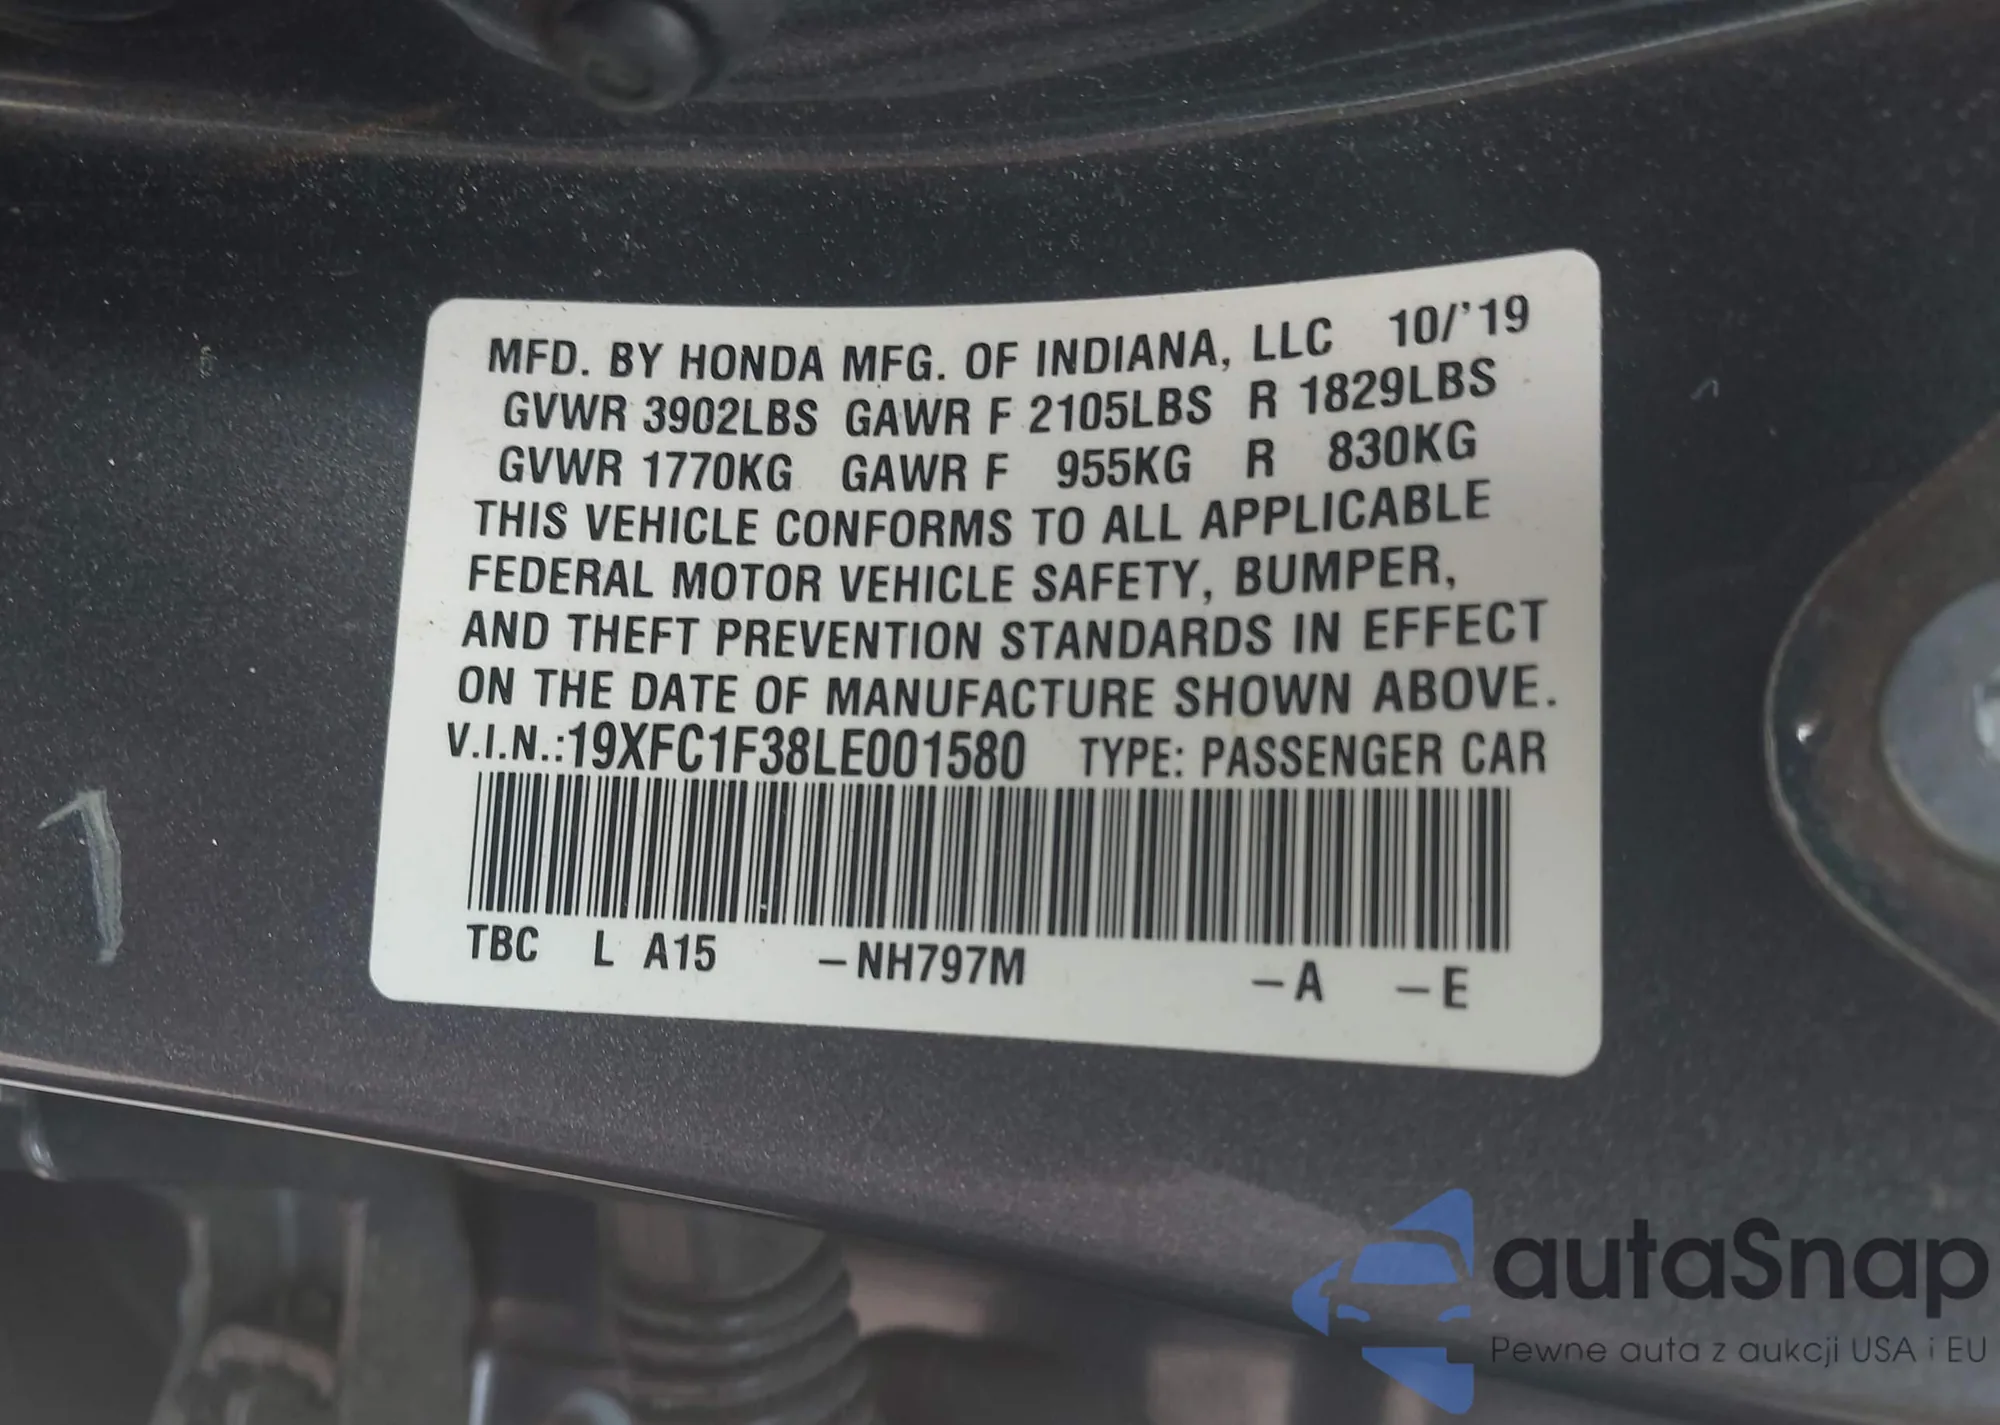 MFD. BY HONDA MFG. OF INDIANA, LLC 10/'19
GVWR 3902LBS GAWR F 2105LBS R 1829LBS
GVWR 1770KG GAWR F 955KG R 830KG
THIS VEHICLE CONFORMS TO ALL APPLICABLE
FEDERAL MOTOR VEHICLE SAFETY, BUMPER,
AND THEFT PREVENTION STANDARDS IN EFFECT
ON THE DATE OF MANUFACTURE SHOWN ABOVE.
V.I.N.:19XFC1F38LE001580 TYPE: PASSENGER CAR
TBC L A15 –NH797M –A –E
1
autaSnap
Pewne auta z aukcji USA i EU